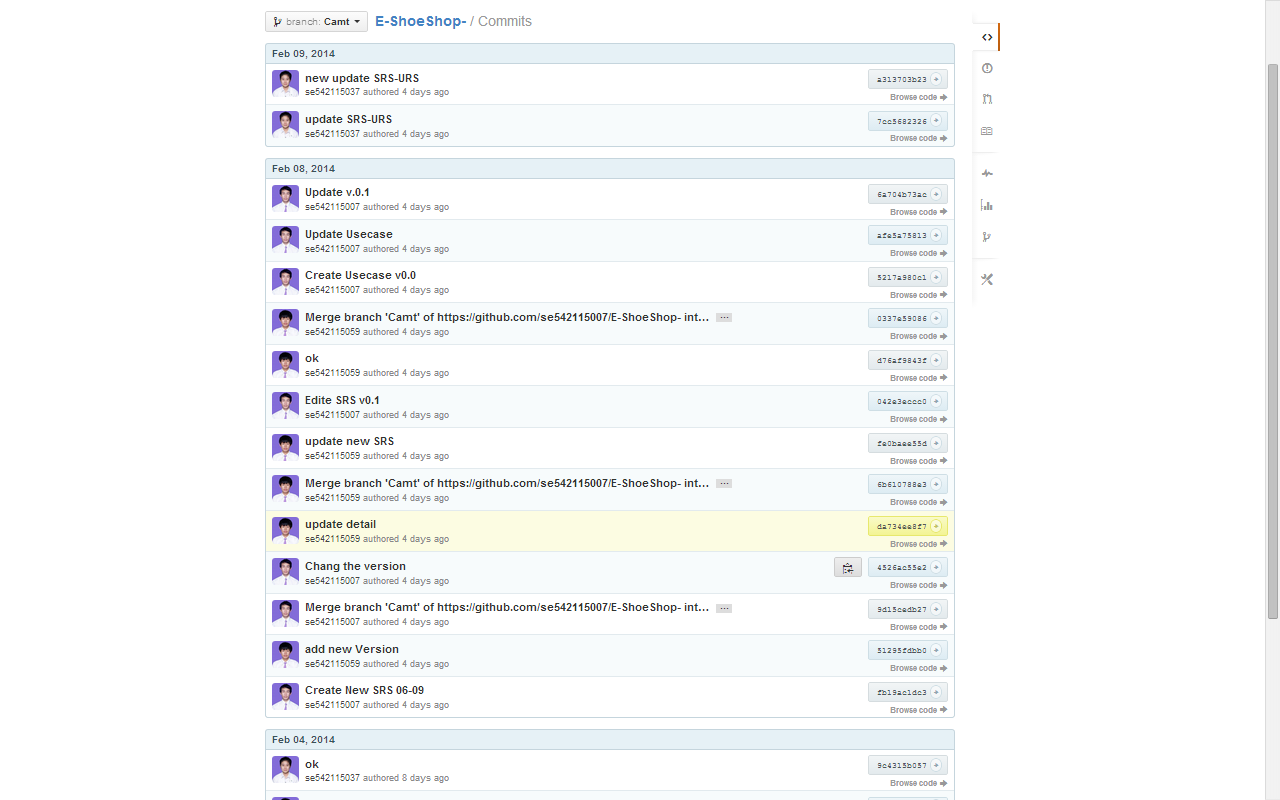 branch: Camt
E-ShoeShop- / Commits
Feb 09, 2014
new update SRS-URS
se542115037 authored 4 days ago
a313703b23
Browse code
update SRS-URS
se542115037 authored 4 days ago
7cc5682326
Browse code
Feb 08, 2014
Update v.0.1
se542115007 authored 4 days ago
6a704b73ac
Browse code
Update Usecase
se542115007 authored 4 days ago
afe5a75813
Browse code
Create Usecase v0.0
se542115007 authored 4 days ago
5217a980c1
Browse code
Merge branch 'Camt' of https://github.com/se542115007/E-ShoeShop- int…
se542115059 authored 4 days ago
0337e59086
Browse code
ok
se542115059 authored 4 days ago
d76af9843f
Browse code
Edite SRS v0.1
se542115007 authored 4 days ago
042e3eccc0
Browse code
update new SRS
se542115059 authored 4 days ago
fe0baee55d
Browse code
Merge branch 'Camt' of https://github.com/se542115007/E-ShoeShop- int…
se542115059 authored 4 days ago
6b610788e3
Browse code
update detail
se542115059 authored 4 days ago
da734ee8f7
Browse code
Chang the version
se542115007 authored 4 days ago
4526ac55e2
Browse code
Merge branch 'Camt' of https://github.com/se542115007/E-ShoeShop- int…
se542115007 authored 4 days ago
9d15cedb27
Browse code
add new Version
se542115059 authored 4 days ago
51295fdbb0
Browse code
Create New SRS 06-09
se542115007 authored 4 days ago
fb19ac1dc3
Browse code
Feb 04, 2014
ok
se542115037 authored 8 days ago
9c4315b057
Browse code